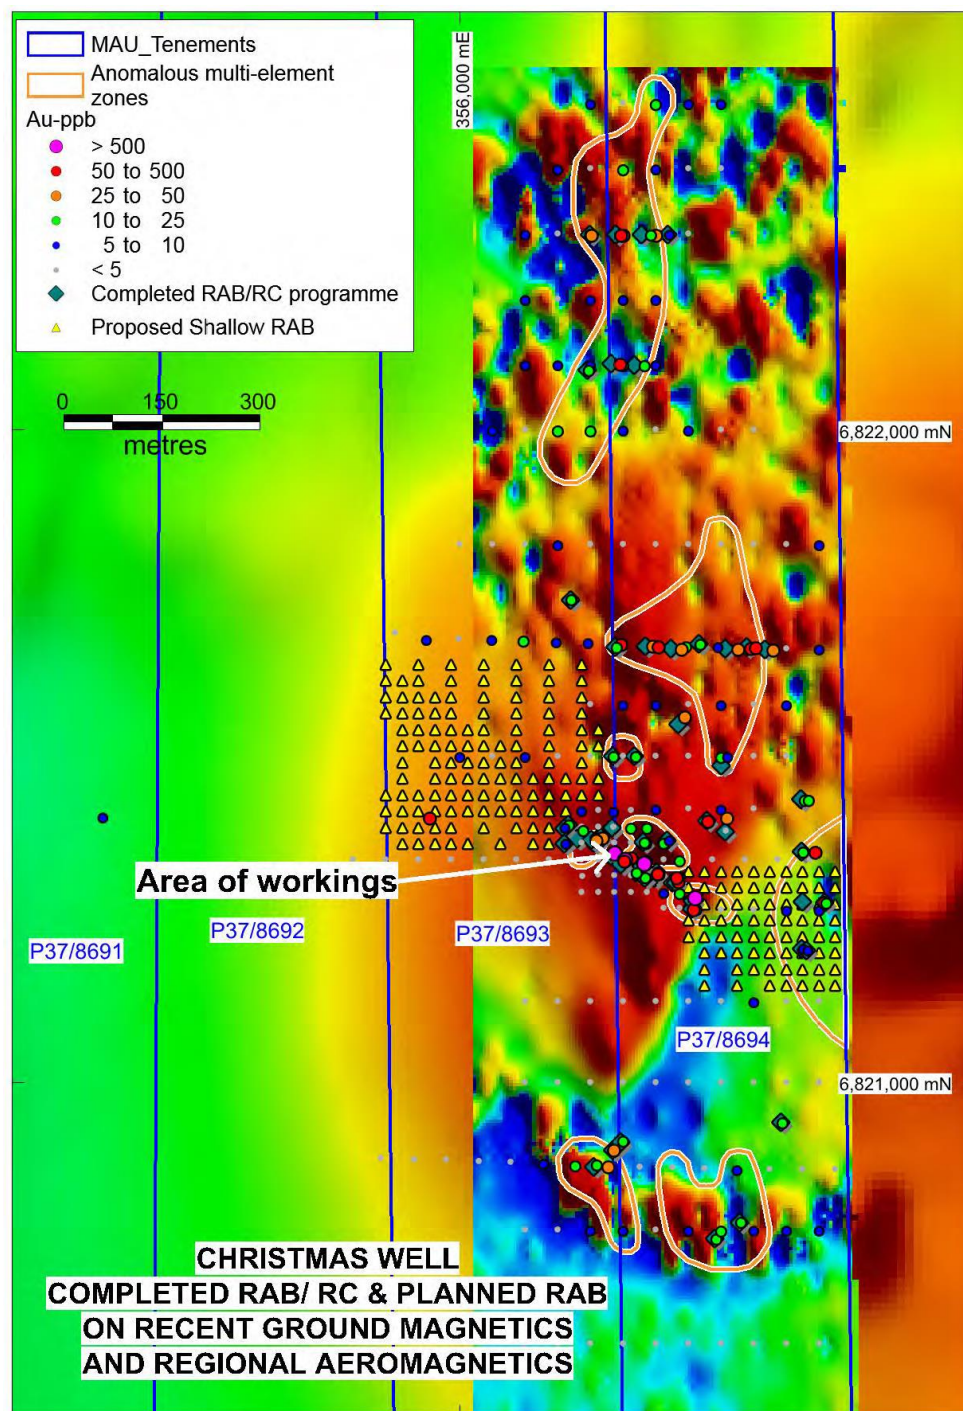 MAU_Tenements
Anomalous multi-element
zones
Au-ppb
> 500
50 to 500
25 to 50
10 to 25
5 to 10
< 5
Completed RAB/RC programme
Proposed Shallow RAB
356,000 mE
0 150 300
metres
6,822,000 mN
Area of workings
P37/8691
P37/8692
P37/8693
P37/8694
6,821,000 mN
CHRISTMAS WELL
COMPLETED RAB/ RC & PLANNED RAB
ON RECENT GROUND MAGNETICS
AND REGIONAL AEROMAGNETICS